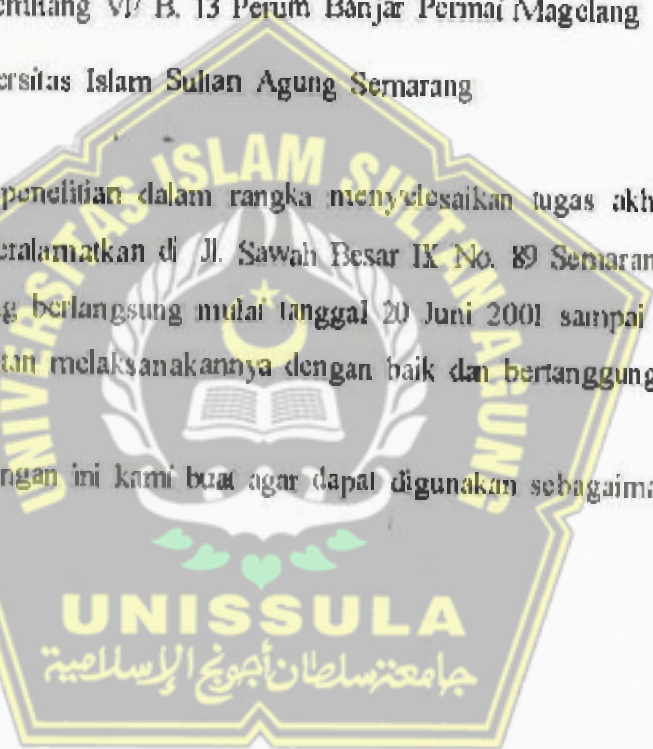 VI/ B. 13 Perum Banjar Permai Magelang
ersitas Islam Sultan Agung Semarang
penelitian dalam rangka menyelesaikan tugas akh
eralamatkan di Jl. Sawah Besar IX No. 89 Semaran
g berlangsung mulai tanggal 20 Juni 2001 sampai
tan melaksanakannya dengan baik dan bertanggung
ngan ini kami buat agar dapat digunakan sebagaima
UNIVERSITAS ISLAM SULTAN AGUNG
UNISSULA
جامعة سلطان أجونج الإسلامية